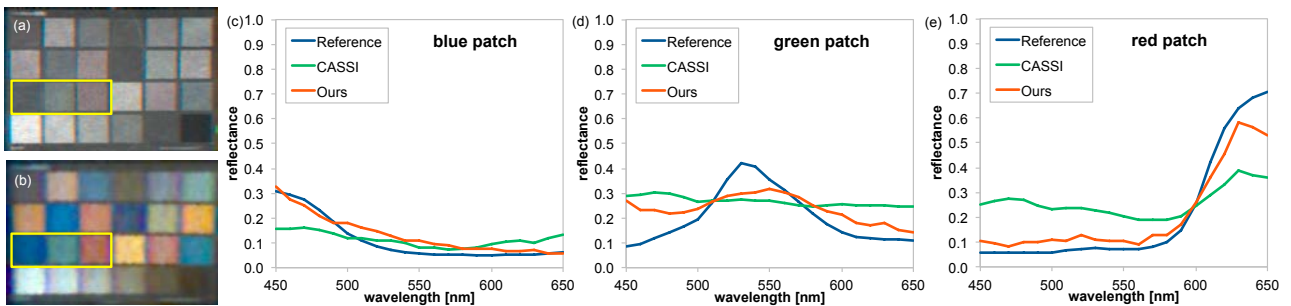 (a)
(b)
(c)
blue patch
Reference
CASSI
Ours
reflectance
1.0
0.9
0.8
0.7
0.6
0.5
0.4
0.3
0.2
0.1
0.0
450 500 550 600 650
wavelength [nm]
(d)
green patch
Reference
CASSI
Ours
reflectance
1.0
0.9
0.8
0.7
0.6
0.5
0.4
0.3
0.2
0.1
0.0
450 500 550 600 650
wavelength [nm]
(e)
red patch
Reference
CASSI
Ours
reflectance
1.0
0.9
0.8
0.7
0.6
0.5
0.4
0.3
0.2
0.1
0.0
450 500 550 600 650
wavelength [nm]